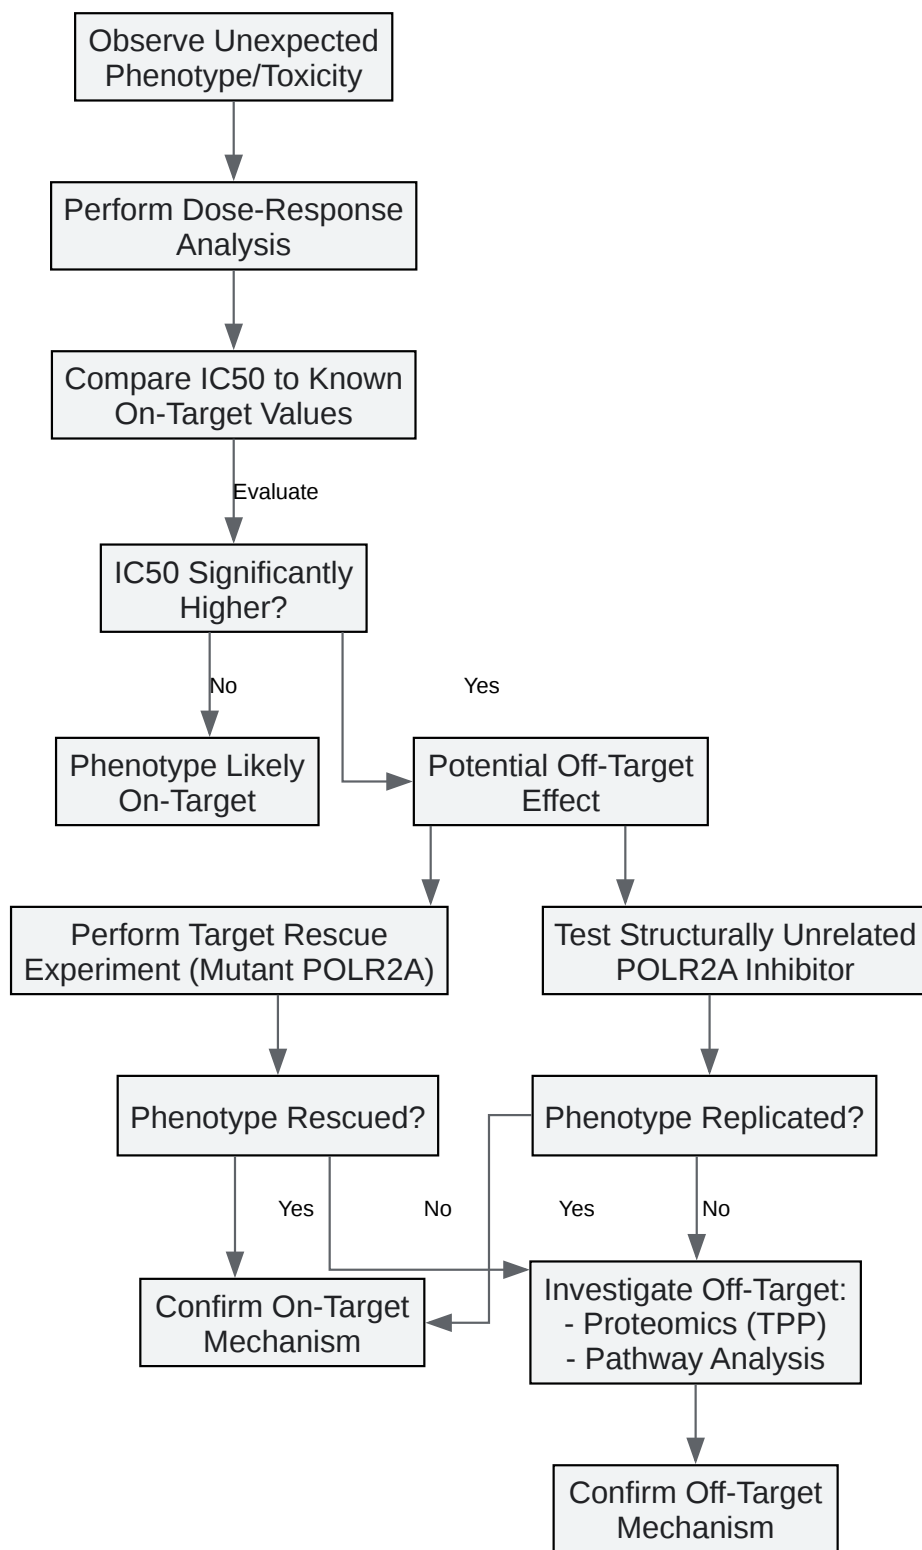 Observe Unexpected
Phenotype/Toxicity
Perform Dose-Response
Analysis
Compare IC50 to Known
On-Target Values
Evaluate
IC50 Significantly
Higher?
No
Yes
Phenotype Likely
On-Target
Potential Off-Target
Effect
Perform Target Rescue
Experiment (Mutant POLR2A)
Test Structurally Unrelated
POLR2A Inhibitor
Phenotype Rescued?
Phenotype Replicated?
Yes
No
Yes
No
Confirm On-Target
Mechanism
Investigate Off-Target:
- Proteomics (TPP)
- Pathway Analysis
Confirm Off-Target
Mechanism